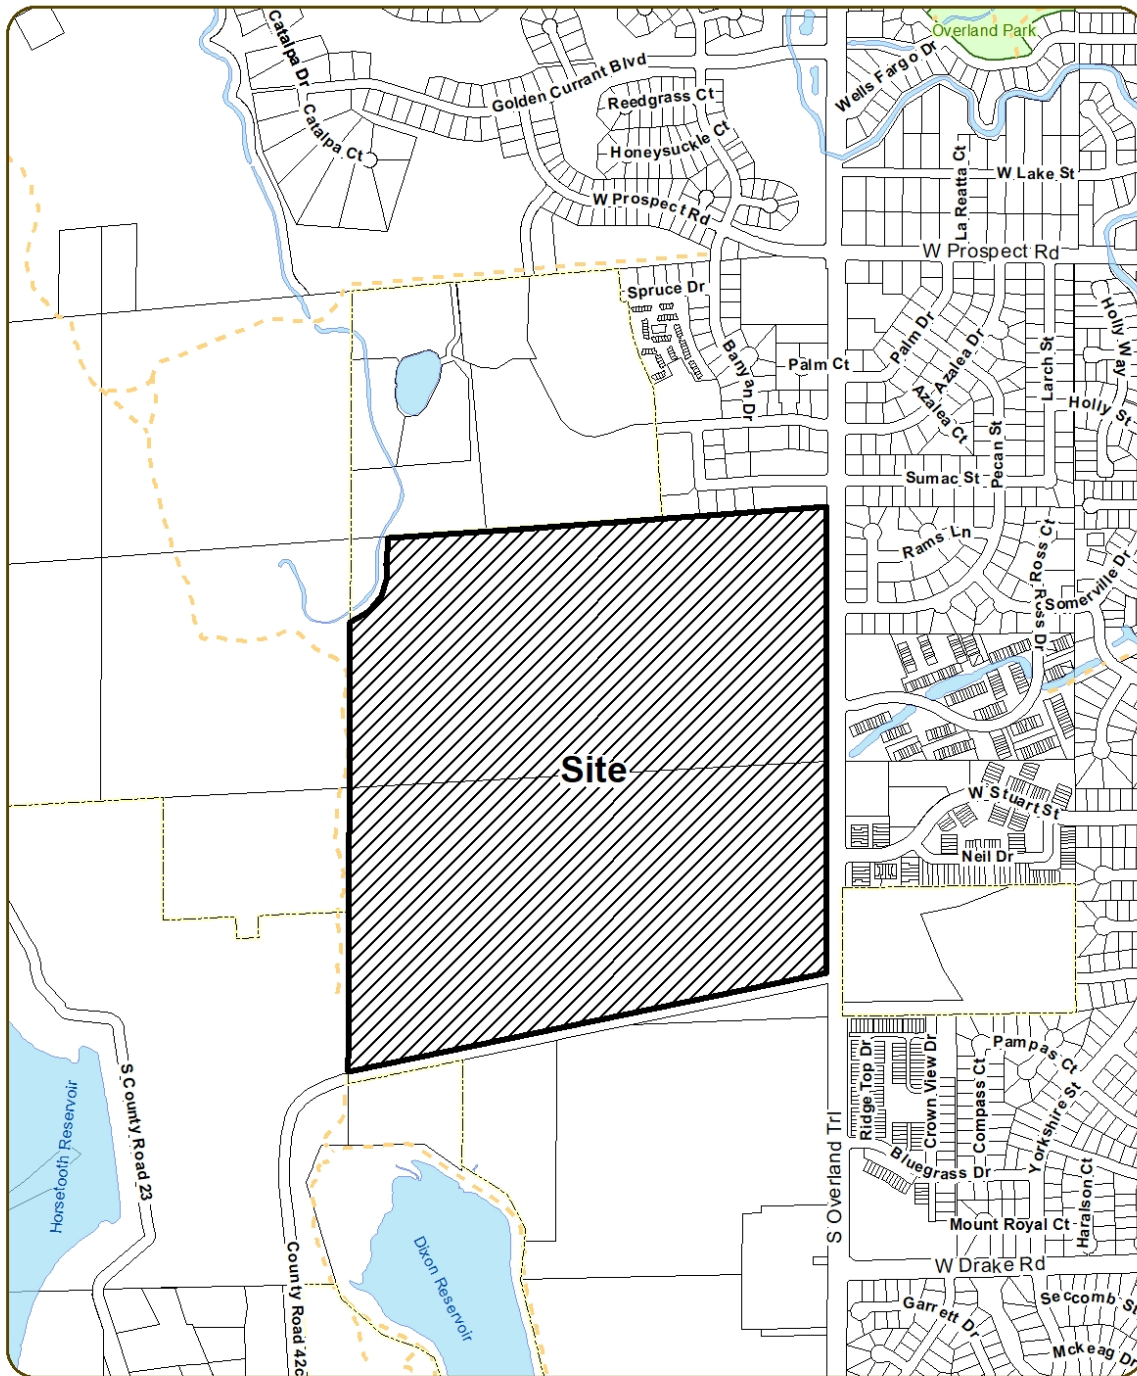 Overland Park
Catalpa Dr
Wells Fargo Dr
Golden Currant Blvd
Reedgrass Ct
Catalpa Ct
Honeysuckle Ct
La Reatta Ct
W Lake St
W Prospect Rd
W Prospect Rd
Spruce Dr
Holly Way
Palm Dr
Banyan Dr
Palm Ct
Azalea Dr
Larch St
Azalea Ct
Holly St
Pecan St
Sumac St
Rams Ln
Ross Ct
Somerville Dr
Ross Dr
Site
W Stuart St
Neil Dr
Horsetooth Reservoir
S County Road 23
Ridge Top Dr
Crown View Dr
Compass Ct
Pampas Ct
Yorkshire St
S Overland Trl
Bluegrass Dr
Haralson Ct
Mount Royal Ct
County Road 42c
Dixon Reservoir
W Drake Rd
Garrett Dr
Seccomb St
Mckeag Dr